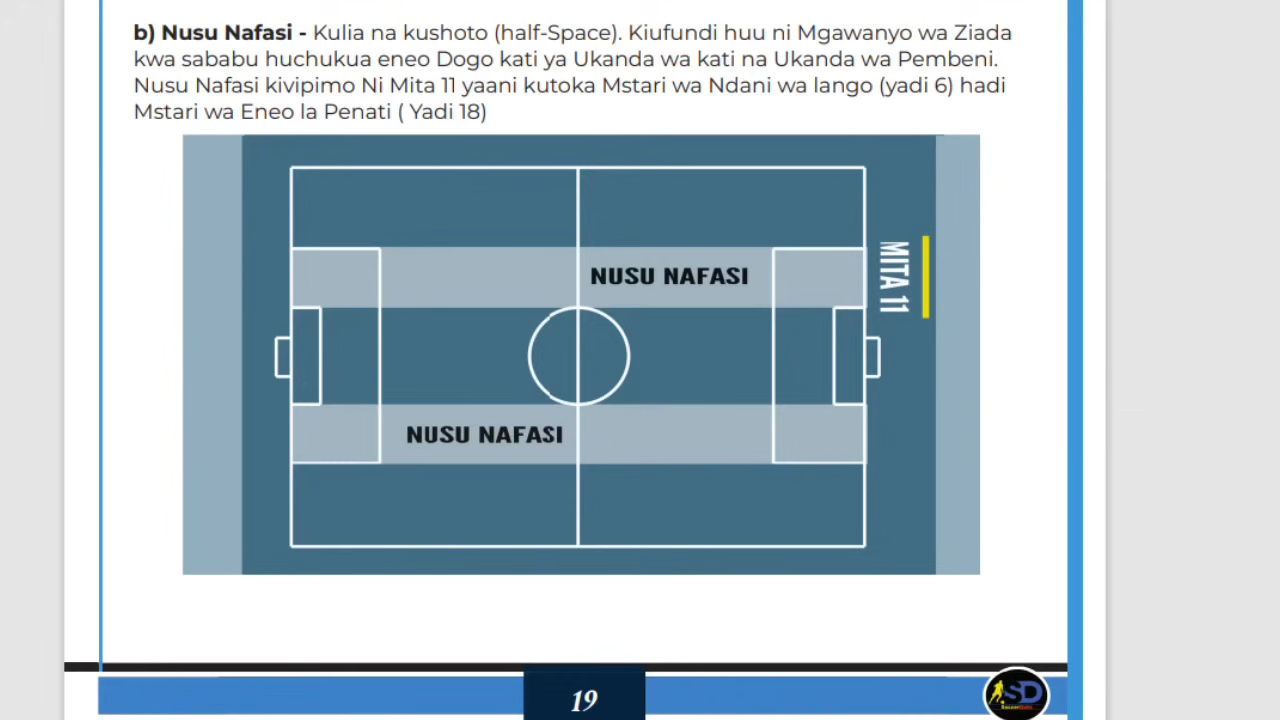 b) Nusu Nafasi - Kulia na kushoto (half-Space). Kiufundi huu ni Mgawanyo wa Ziada
kwa sababu huchukua eneo Dogo kati ya Ukanda wa kati na Ukanda wa Pembeni.
Nusu Nafasi kivipimo Ni Mita 11 yaani kutoka Mstari wa Ndani wa lango (yadi 6) hadi
Mstari wa Eneo la Penati ( Yadi 18)
NUSU NAFASI
MITA 11
NUSU NAFASI
19
SD